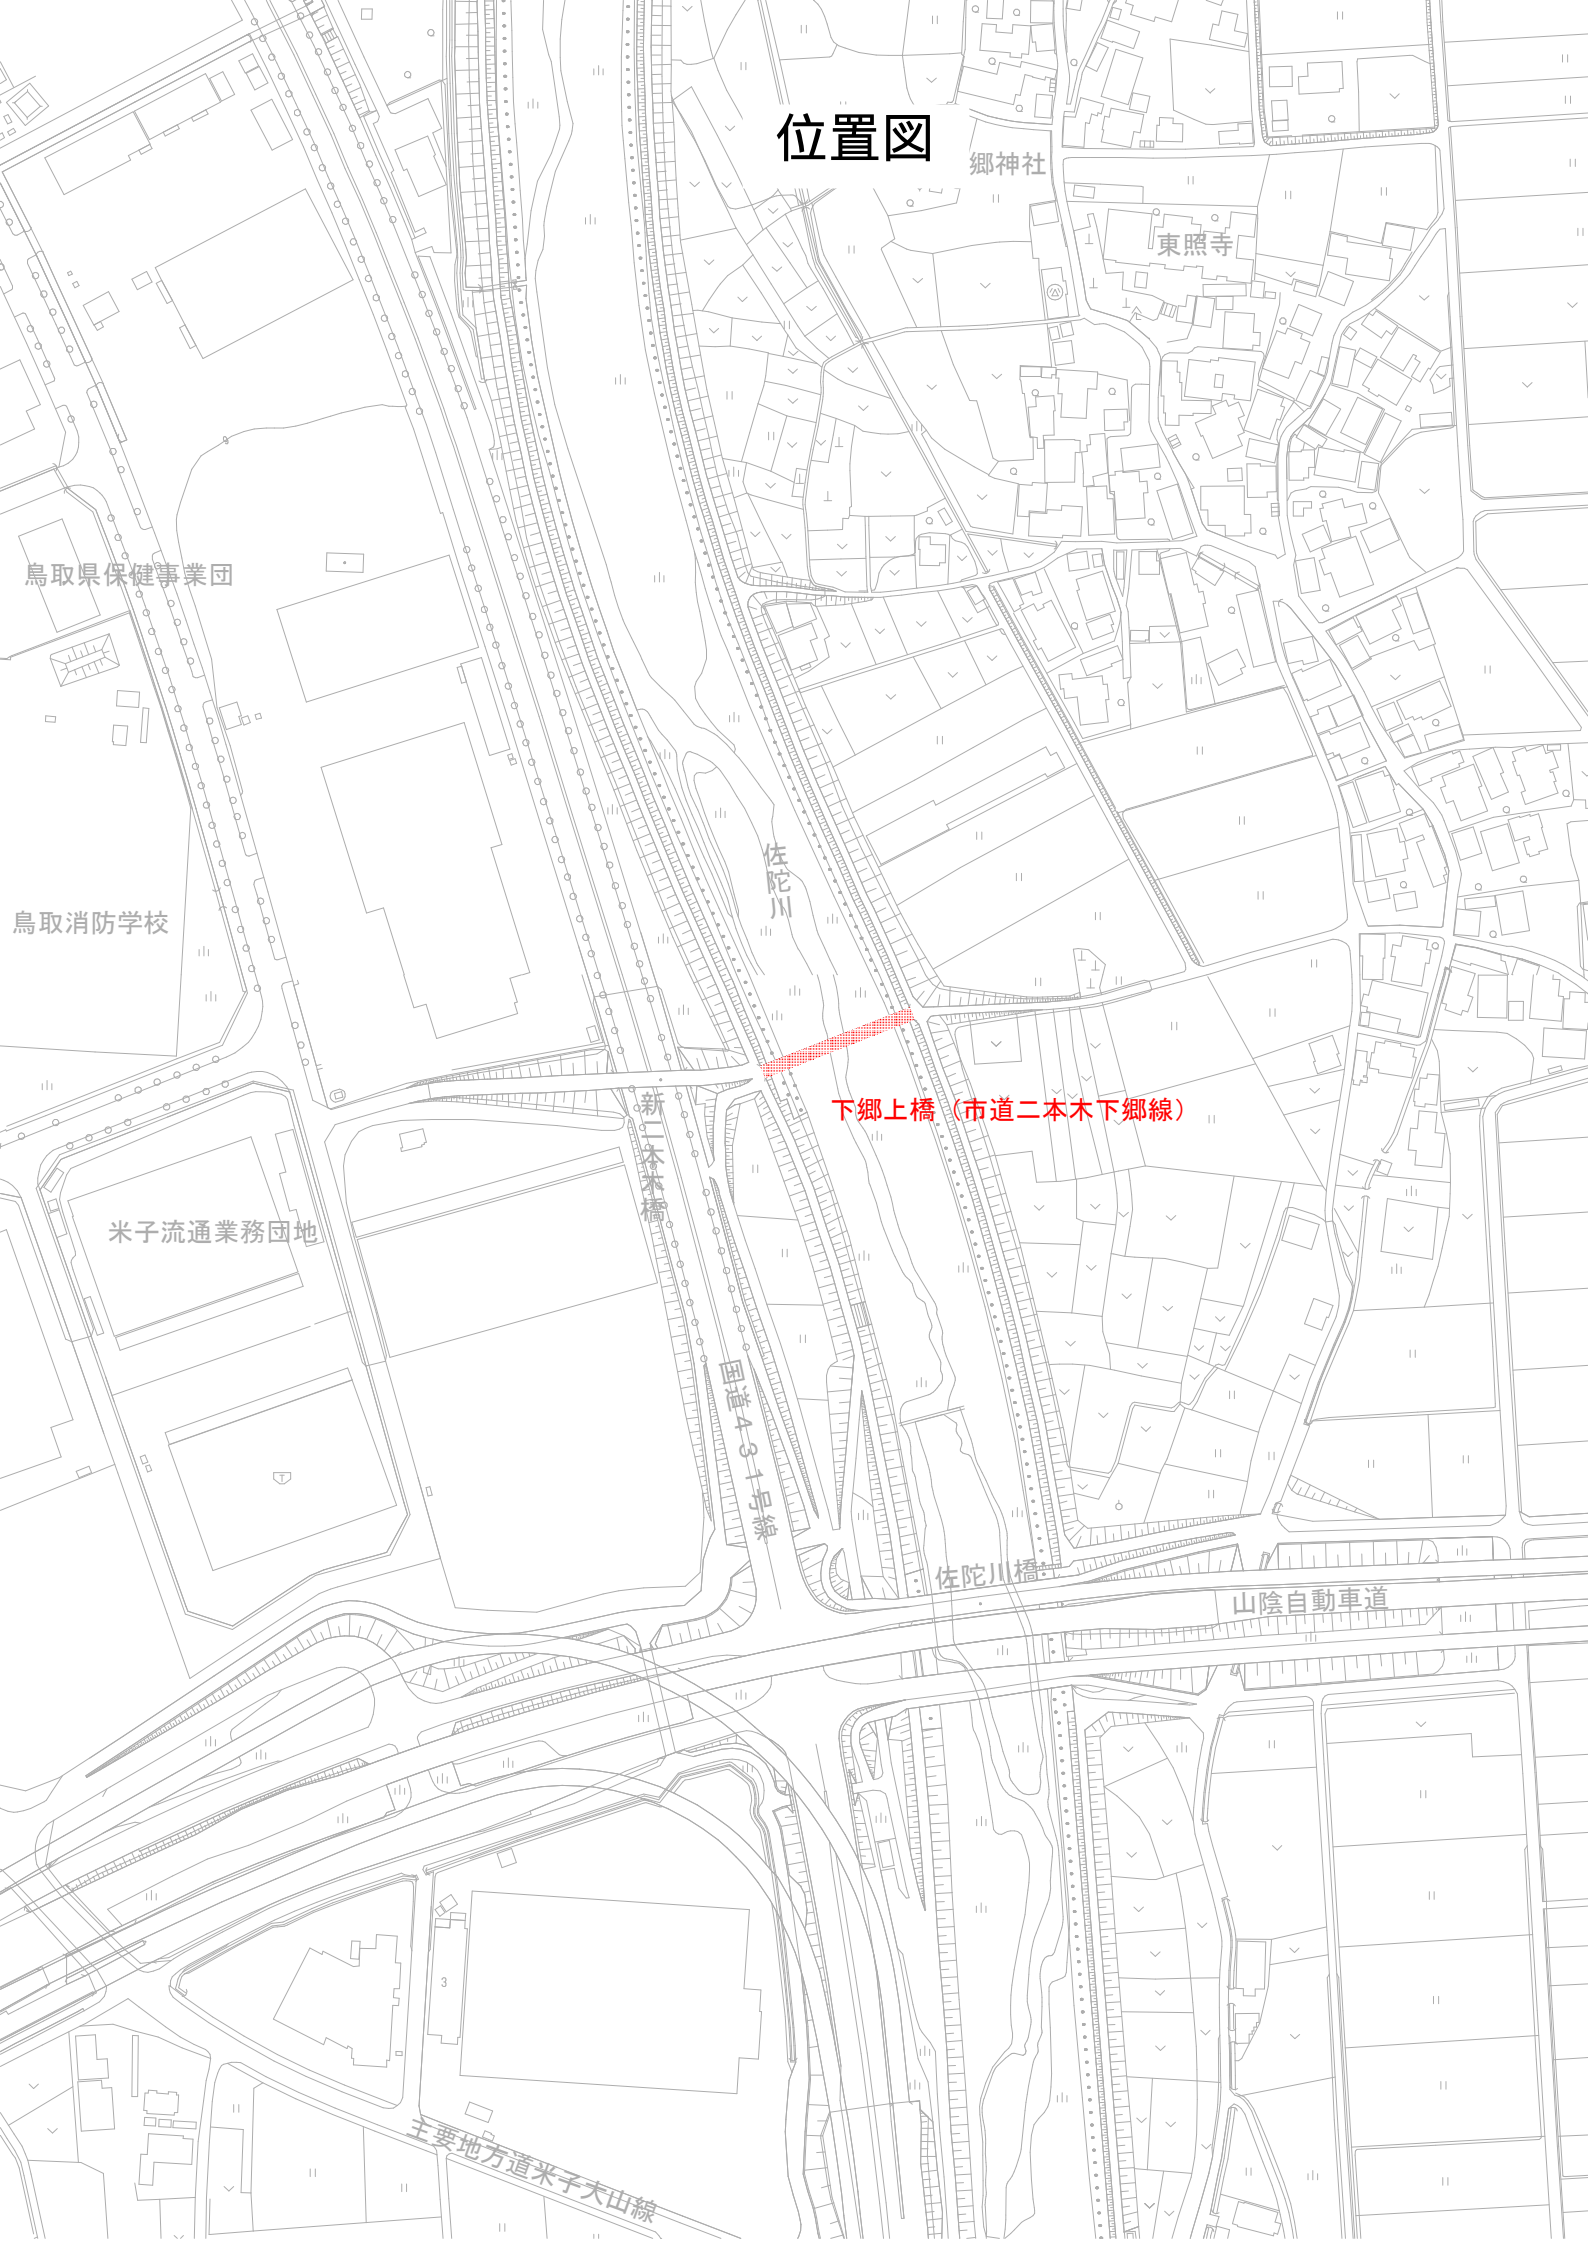 位置図
郷神社
東照寺
鳥取県保健事業団
佐陀川
鳥取消防学校
下郷上橋（市道二本木下郷線）
新二本木橋
米子流通業務団地
国道431号線
佐陀川橋
山陰自動車道
3
主要地方道米子大山線